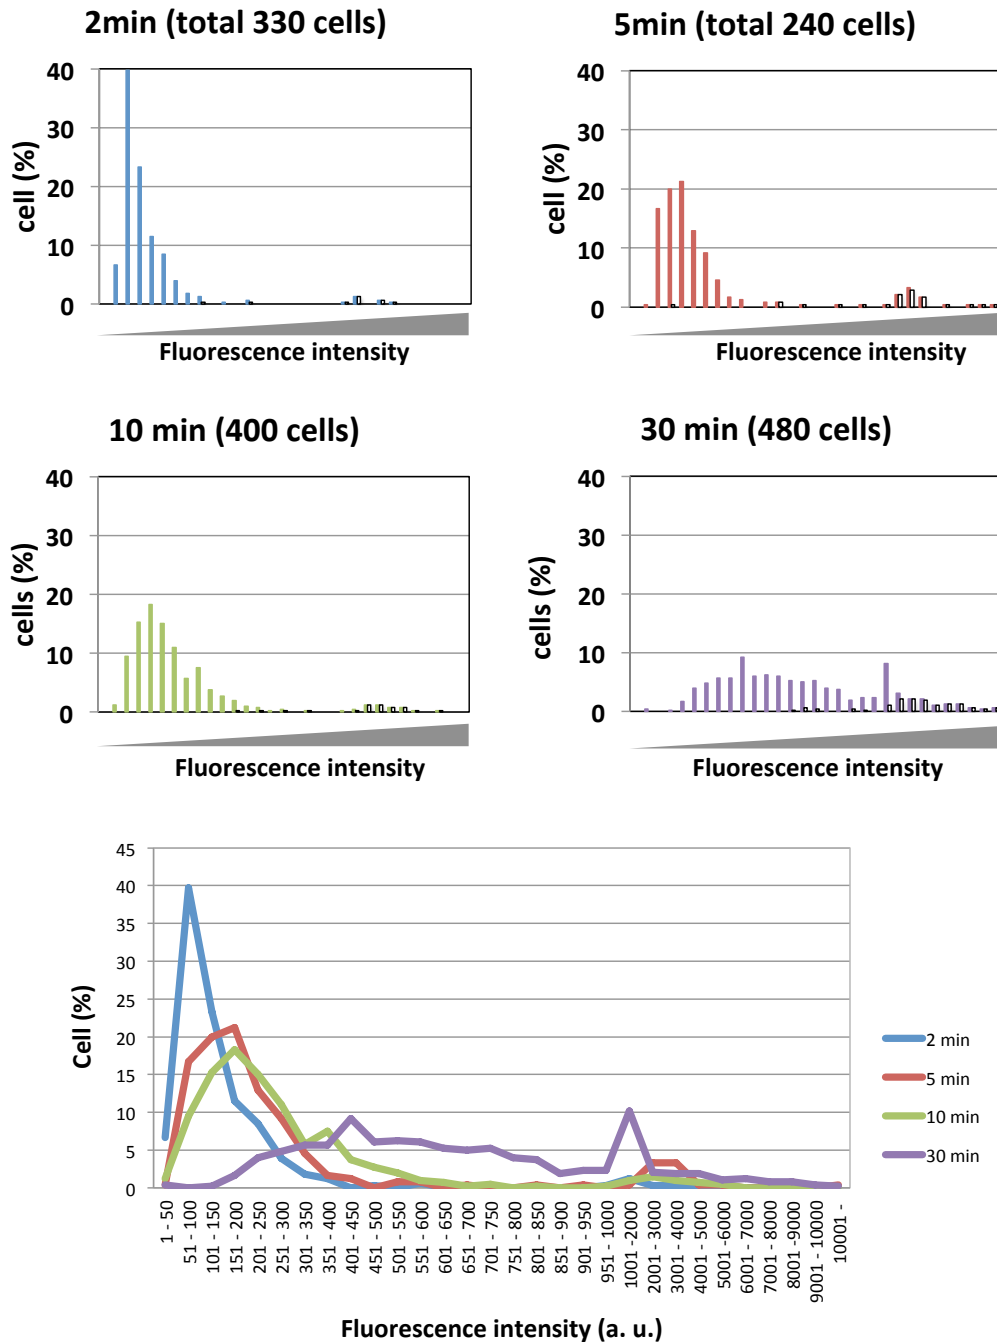 2min (total 330 cells)
5min (total 240 cells)
40
30
20
10
0
cell (%)
Fluorescence intensity
40
30
20
10
0
cell (%)
Fluorescence intensity
10 min (400 cells)
30 min (480 cells)
40
30
20
10
0
cells (%)
Fluorescence intensity
40
30
20
10
0
cells (%)
Fluorescence intensity
45
40
35
30
25
20
15
10
5
0
Cell (%)
1 - 50
51 - 100
101 - 150
151 - 200
201 - 250
251 - 300
301 - 350
351 - 400
401 - 450
451 - 500
501 - 550
551 - 600
601 - 650
651 - 700
701 - 750
751 - 800
801 - 850
851 - 900
901 - 950
951 - 1000
1001 -2000
2001 - 3000
3001 - 4000
4001 - 5000
5001 - 6000
6001 - 7000
7001 - 8000
8001 -9000
9001 - 10000
10001 -
Fluorescence intensity (a. u.)
2 min
5 min
10 min
30 min